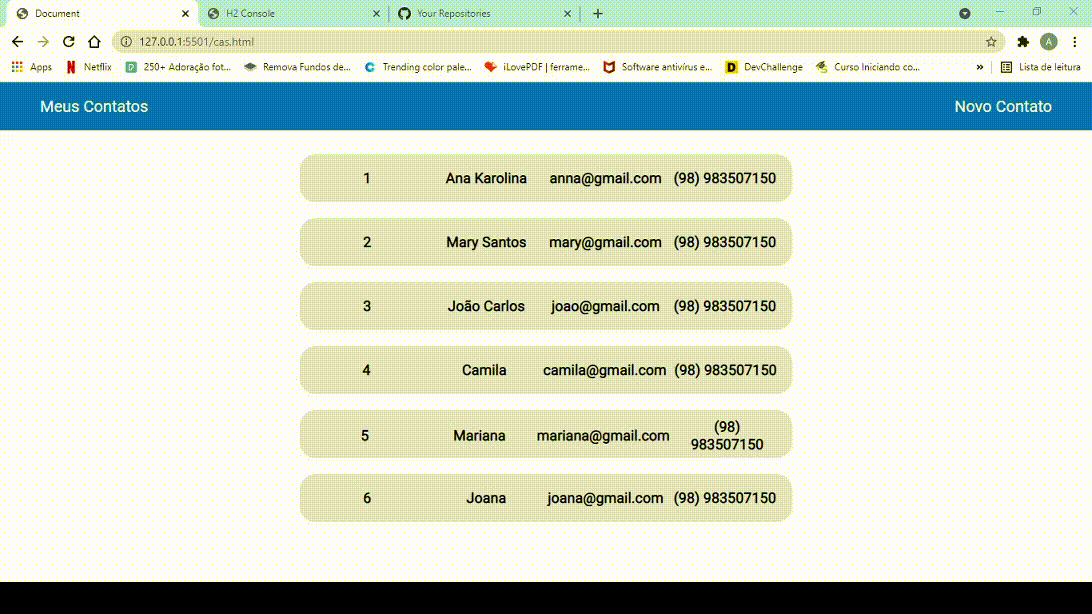 Document
H2 Console
Your Repositories
127.0.0.1:5501/cas.html
A
Apps
Netflix
250+ Adoração fot...
Remova Fundos de...
Trending color pale...
iLovePDF | ferrame...
Software antivírus e...
DevChallenge
Curso Iniciando co...
»
Lista de leitura
Meus Contatos
Novo Contato
1 Ana Karolina anna@gmail.com (98) 983507150
2 Mary Santos mary@gmail.com (98) 983507150
3 João Carlos joao@gmail.com (98) 983507150
4 Camila camila@gmail.com (98) 983507150
5 Mariana mariana@gmail.com (98)
983507150
6 Joana joana@gmail.com (98) 983507150